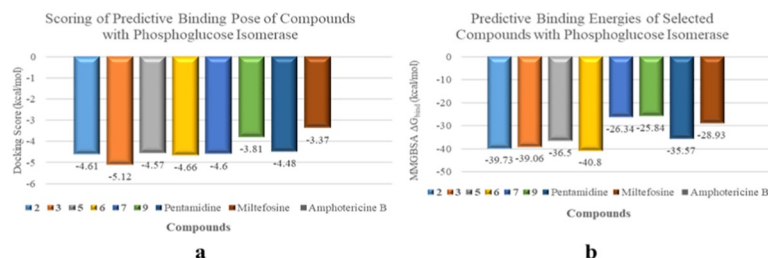 Scoring of Predictive Binding Pose of Compounds
with Phosphoglucose Isomerase
Docking Score (kcal/mol)
0
-1
-2
-3
-4
-5
-6
-4.61
-5.12
-4.57
-4.66
-4.6
-3.81
-4.48
-3.37
2 3 5 6 7 9 Pentamidine Miltefosine Amphotericine B
Compounds
a
Predictive Binding Energies of Selected
Compounds with Phosphoglucose Isomerase
MMGBSA ΔGbind (kcal/mol)
0
-10
-20
-30
-40
-50
-39.73
-39.06
-36.5
-40.8
-26.34
-25.84
-35.57
-28.93
2 3 5 6 7 9 Pentamidine Miltefosine Amphotericine B
Compounds
b